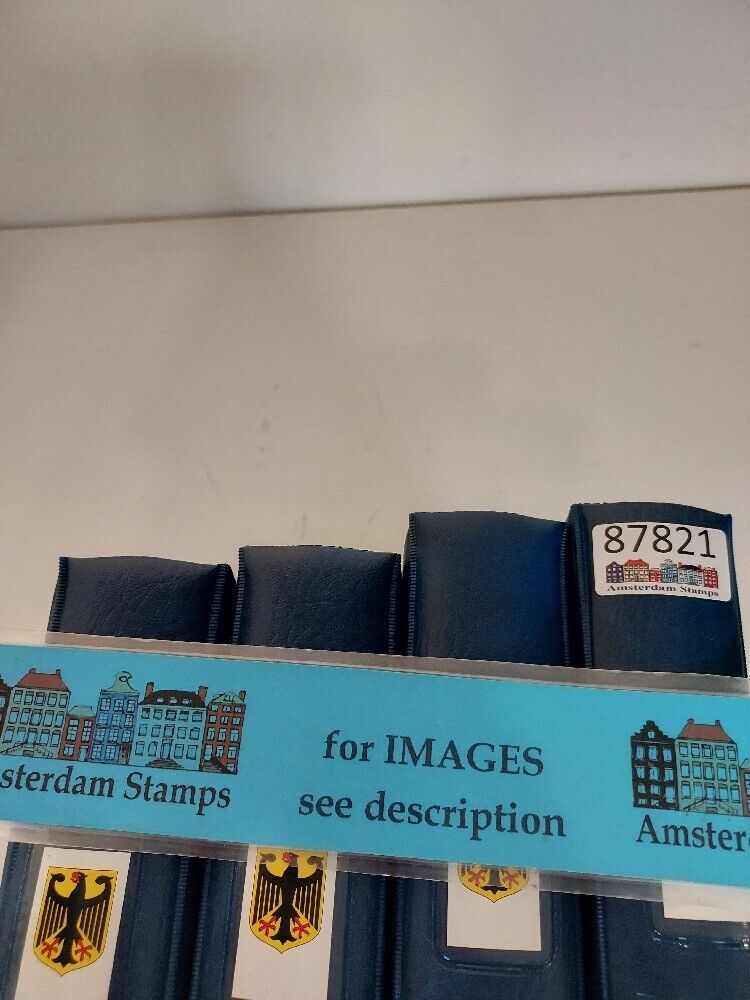 87821
Amsterdam Stamps
for IMAGES
see description
sterdam Stamps
Amster